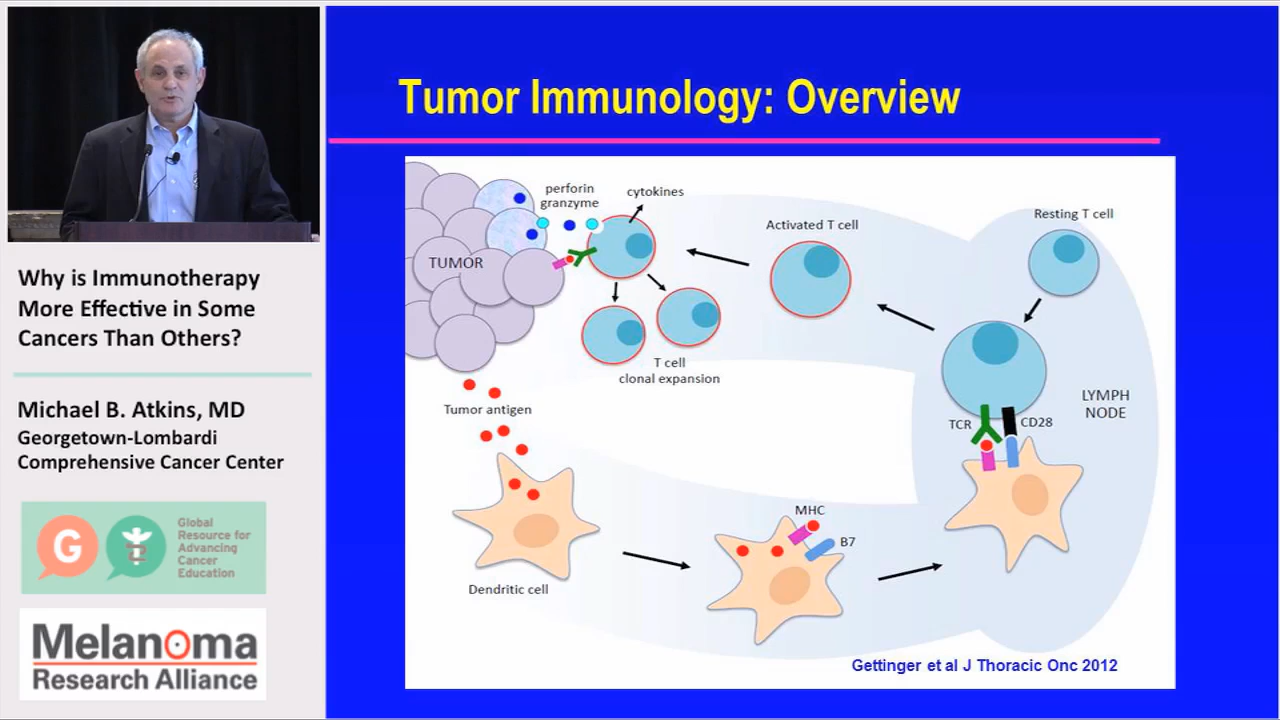 Why is Immunotherapy
More Effective in Some
Cancers Than Others?
Michael B. Atkins, MD
Georgetown-Lombardi
Comprehensive Cancer Center
G
Global
Resource for
Advancing
Cancer
Education
Melanoma
Research Alliance
Tumor Immunology: Overview
perforin
granzyme
cytokines
TUMOR
Activated T cell
Resting T cell
T cell
clonal expansion
Tumor antigen
TCR
CD28
LYMPH
NODE
MHC
B7
Dendritic cell
Gettinger et al J Thoracic Onc 2012